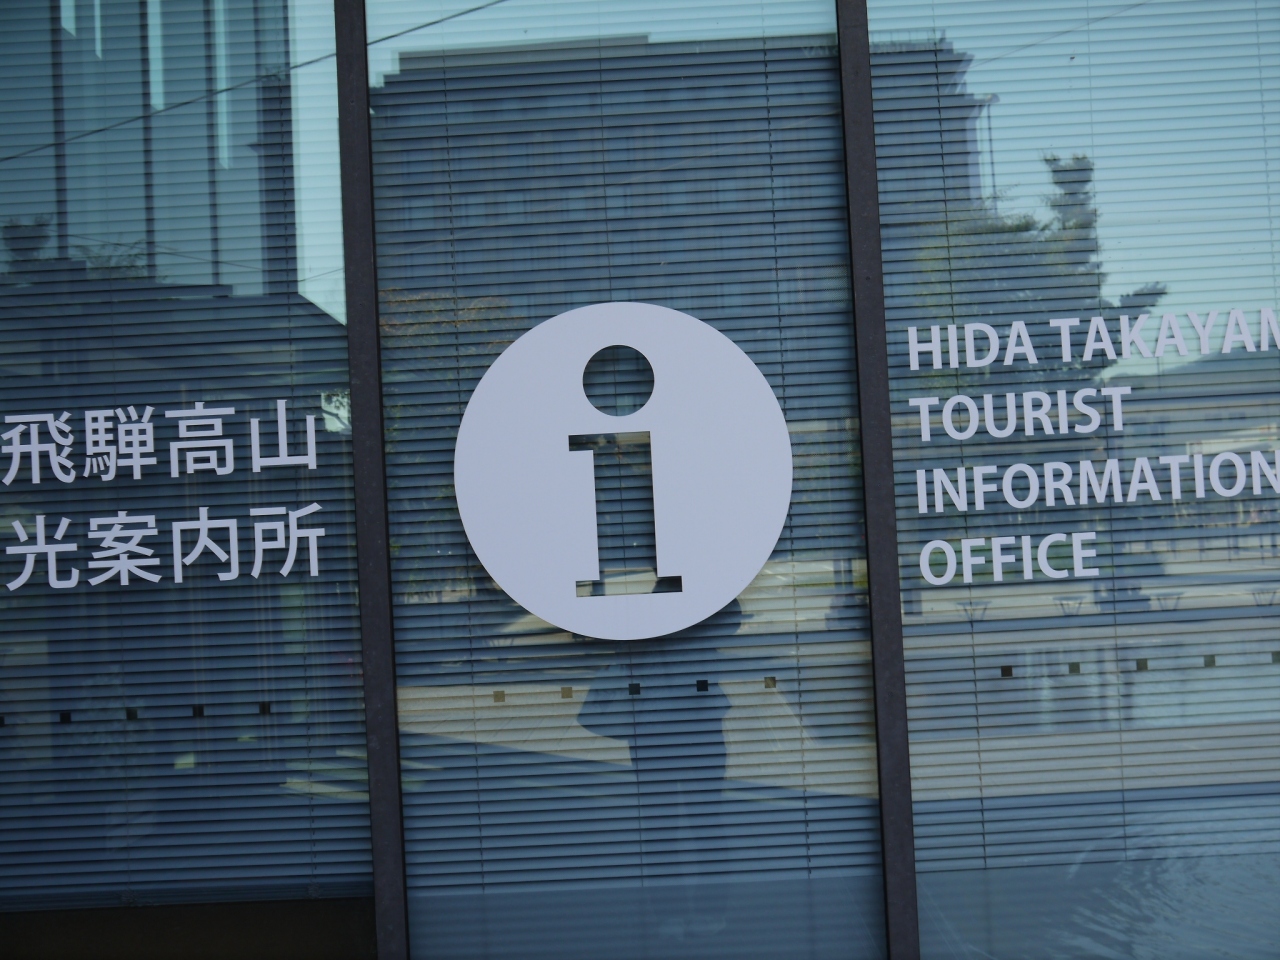 飛騨高山
光案内所
i
HIDA TAKAYAM
TOURIST
INFORMATION
OFFICE